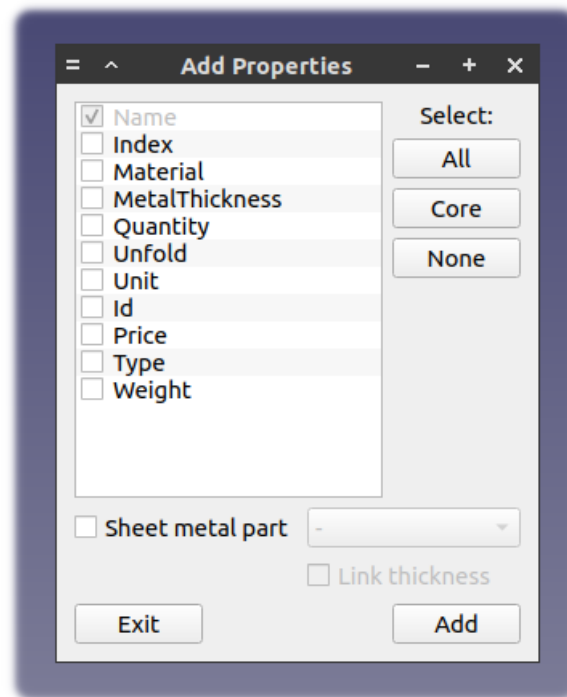 Add Properties
Name
Index
Material
MetalThickness
Quantity
Unfold
Unit
Id
Price
Type
Weight
Select:
All
Core
None
Sheet metal part
-
Link thickness
Exit
Add